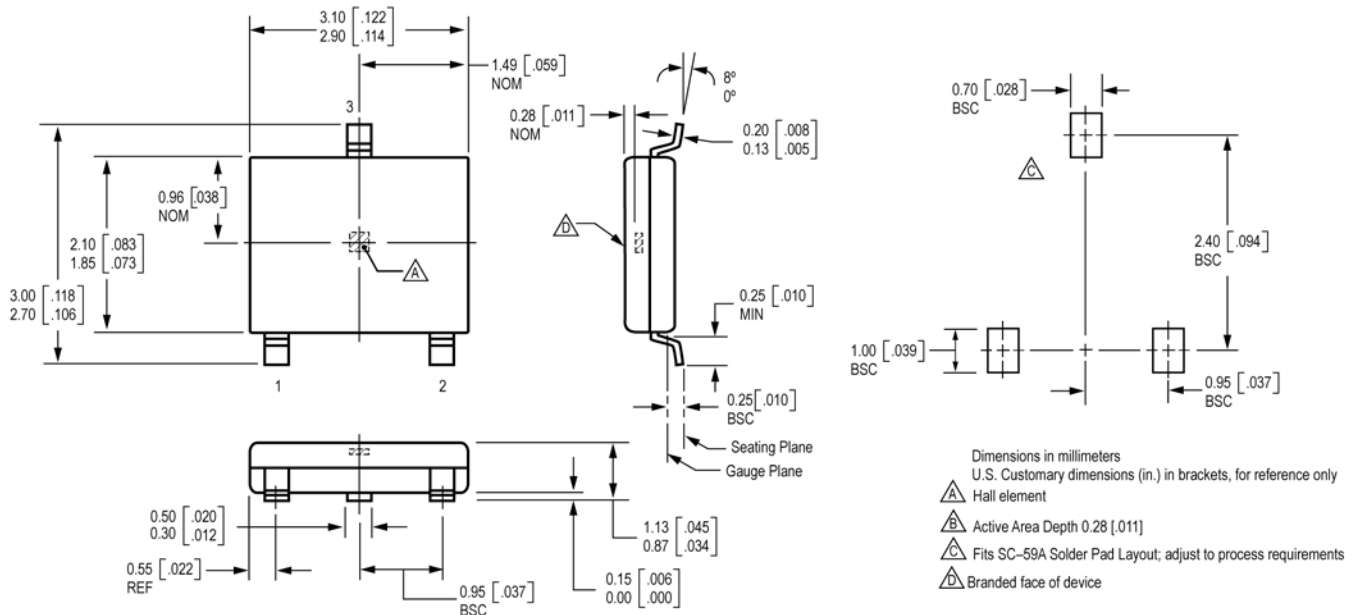 3.10 [.122]
2.90 [.114]
1.49 [.059]
NOM
3
0.96 [.038]
NOM
2.10 [.083]
1.85 [.073]
3.00 [.118]
2.70 [.106]
A
1
2
8º
0º
0.28 [.011]
NOM
0.20 [.008]
0.13 [.005]
D
0.25 [.010]
MIN
0.25 [.010]
BSC
Seating Plane
Gauge Plane
0.50 [.020]
0.30 [.012]
0.55 [.022]
REF
0.95 [.037]
BSC
1.13 [.045]
0.87 [.034]
0.15 [.006]
0.00 [.000]
0.70 [.028]
BSC
C
2.40 [.094]
BSC
1.00 [.039]
BSC
0.95 [.037]
BSC
Dimensions in millimeters
U.S. Customary dimensions (in.) in brackets, for reference only
A Hall element
B Active Area Depth 0.28 [.011]
C Fits SC–59A Solder Pad Layout; adjust to process requirements
D Branded face of device